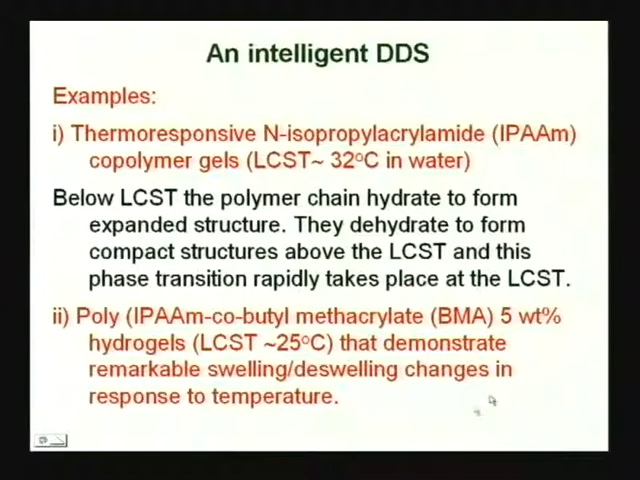 An intelligent DDS
Examples:
i) Thermoresponsive N-isopropylacrylamide (IPAAm)
copolymer gels (LCST~ 32oC in water)
Below LCST the polymer chain hydrate to form
expanded structure. They dehydrate to form
compact structures above the LCST and this
phase transition rapidly takes place at the LCST.
ii) Poly (IPAAm-co-butyl methacrylate (BMA) 5 wt%
hydrogels (LCST ~25oC) that demonstrate
remarkable swelling/deswelling changes in
response to temperature.